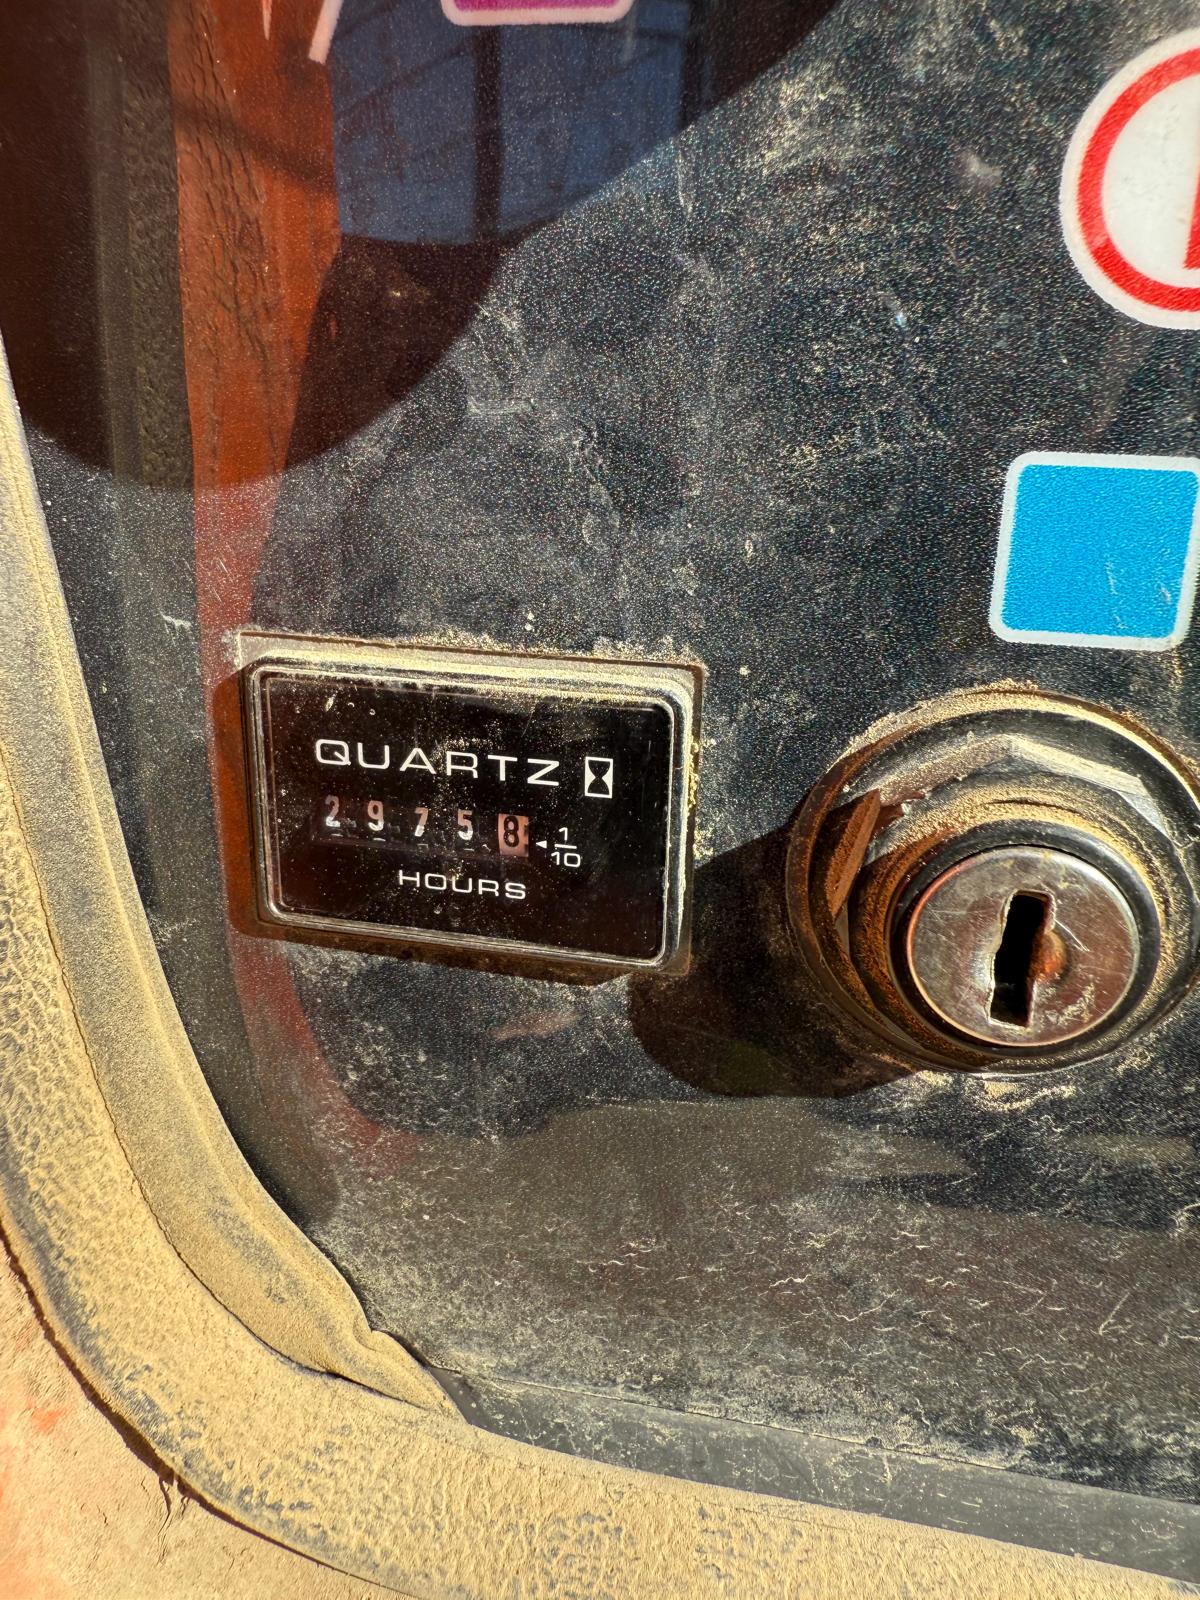 QUARTZ
29758 ◄ 1/10
HOURS